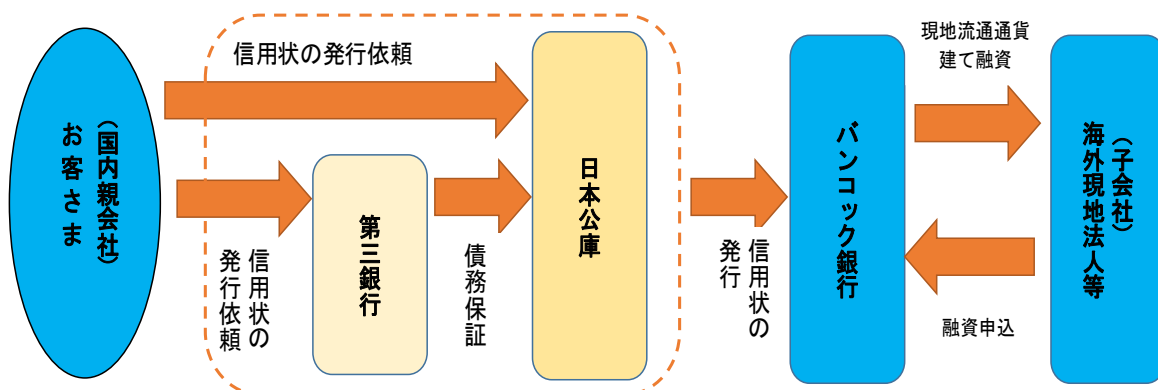 お客さま
（国内親会社）
信用状の発行依頼
信用状の
発行依頼
第三銀行
債務保証
日本公庫
信用状の
発行
バンコック銀行
現地流通通貨
建て融資
融資申込
海外現地法人等
（子会社）